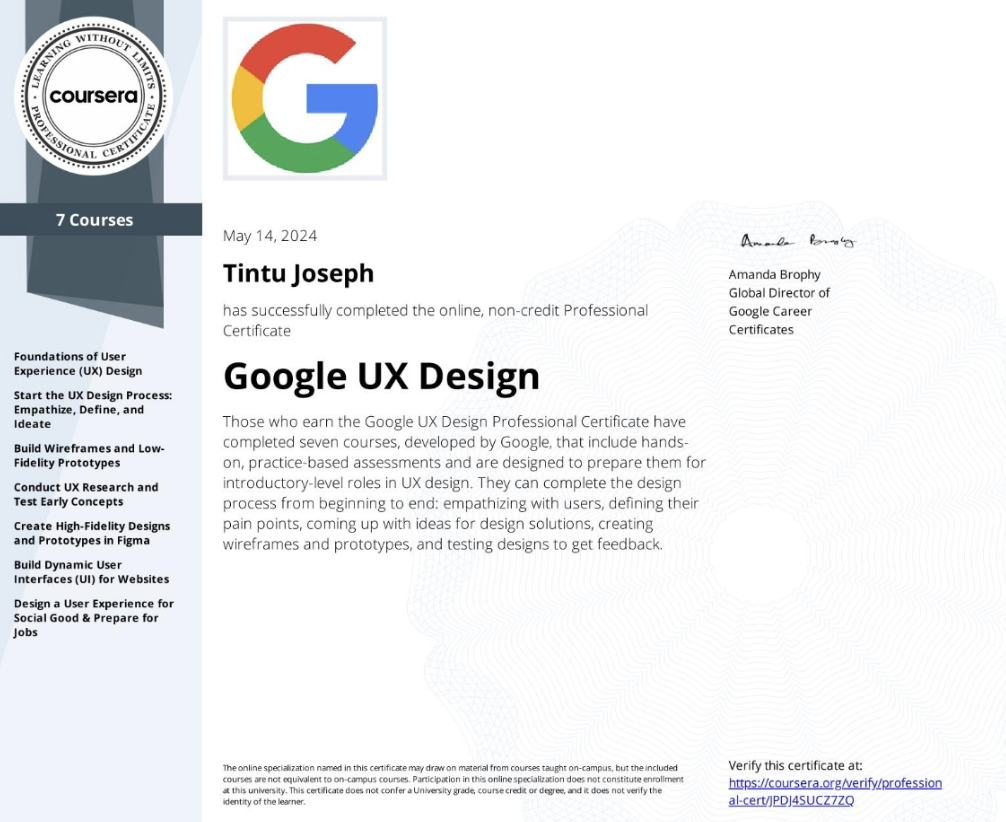 LEARNING WITHOUT LIMITS
coursera
PROFESSIONAL CERTIFICATE
7 Courses
Foundations of User
Experience (UX) Design
Start the UX Design Process:
Empathize, Define, and
Ideate
Build Wireframes and Low-
Fidelity Prototypes
Conduct UX Research and
Test Early Concepts
Create High-Fidelity Designs
and Prototypes in Figma
Build Dynamic User
Interfaces (UI) for Websites
Design a User Experience for
Social Good & Prepare for
Jobs
G
May 14, 2024
Tintu Joseph
has successfully completed the online, non-credit Professional
Certificate
Google UX Design
Those who earn the Google UX Design Professional Certificate have
completed seven courses, developed by Google, that include hands-
on, practice-based assessments and are designed to prepare them for
introductory-level roles in UX design. They can complete the design
process from beginning to end: empathizing with users, defining their
pain points, coming up with ideas for design solutions, creating
wireframes and prototypes, and testing designs to get feedback.
Amanda Brophy
Amanda Brophy
Global Director of
Google Career
Certificates
The online specialization named in this certificate may draw on material from courses taught on-campus, but the included
courses are not equivalent to on-campus courses. Participation in this online specialization does not constitute enrollment
at this university. This certificate does not confer a University grade, course credit or degree, and it does not verify the
identity of the learner.
Verify this certificate at:
https://coursera.org/verify/profession
al-cert/JPDJ4SUCZ7ZQ